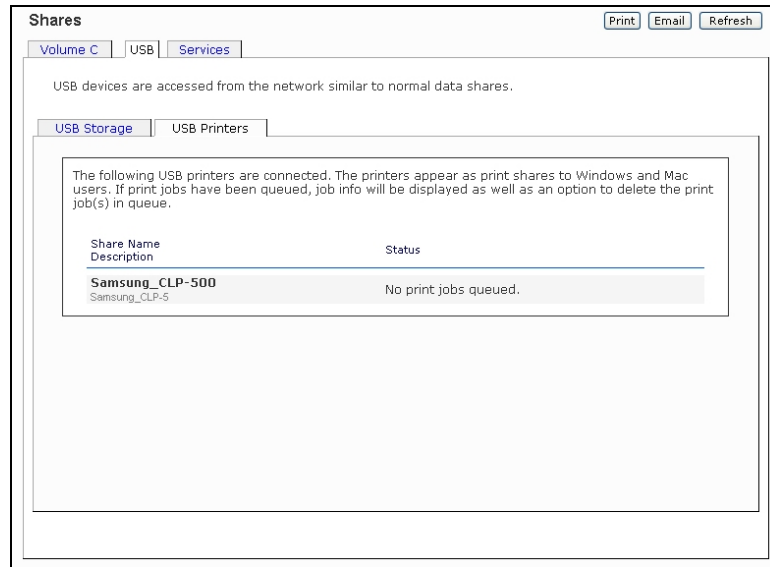 Shares
Print Email Refresh
Volume C USB Services
USB devices are accessed from the network similar to normal data shares.
USB Storage USB Printers
The following USB printers are connected. The printers appear as print shares to Windows and Mac
users. If print jobs have been queued, job info will be displayed as well as an option to delete the print
job(s) in queue.
Share Name
Description
Status
Samsung_CLP-500
Samsung_CLP-5
No print jobs queued.